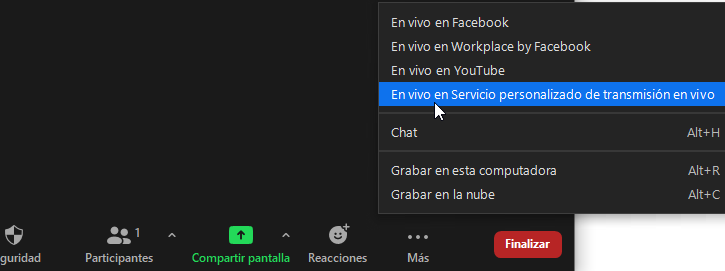 En vivo en Facebook
En vivo en Workplace by Facebook
En vivo en YouTube
En vivo en Servicio personalizado de transmisión en vivo
Chat Alt+H
Grabar en esta computadora Alt+R
Grabar en la nube Alt+C
guridad
Participantes
1
Compartir pantalla
Reacciones
Más
Finalizar